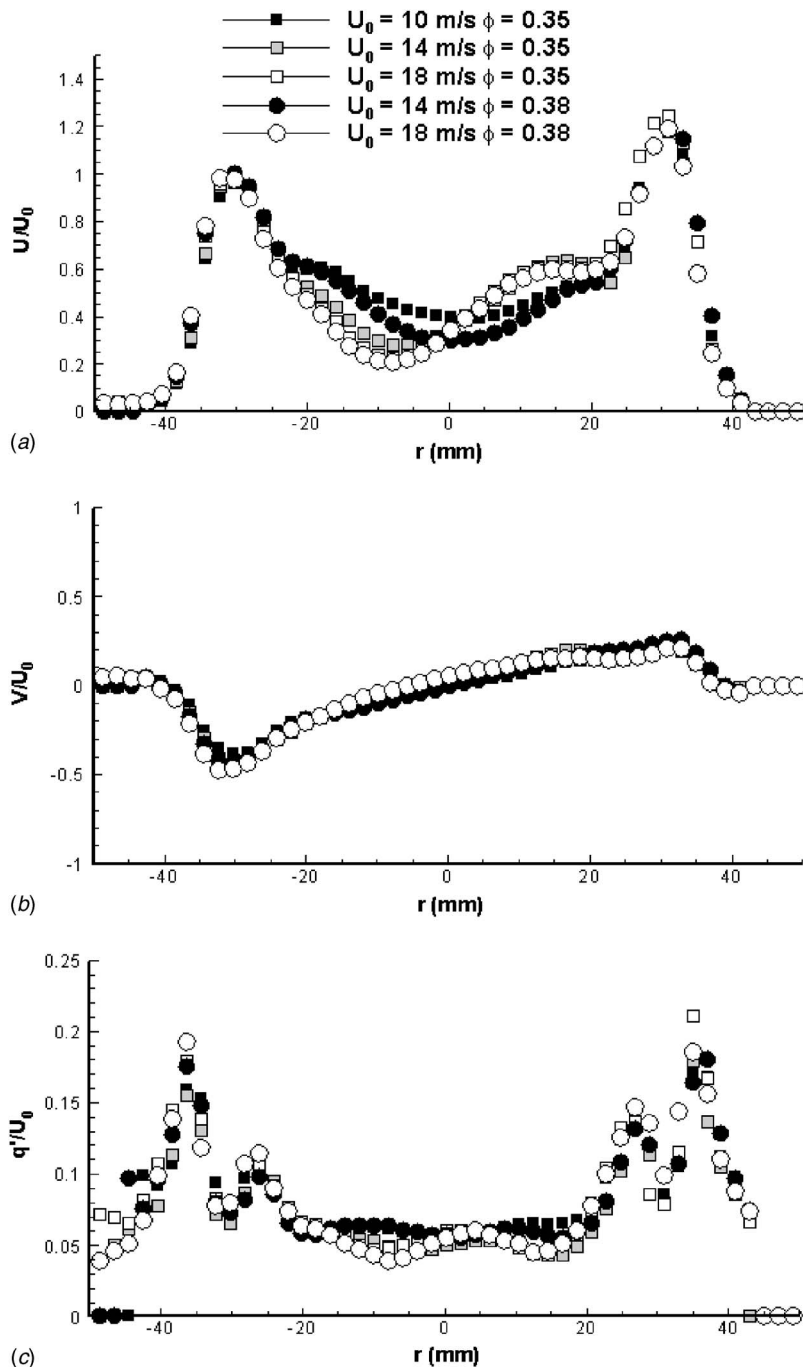 U₀ = 10 m/s ϕ = 0.35
U₀ = 14 m/s ϕ = 0.35
U₀ = 18 m/s ϕ = 0.35
U₀ = 14 m/s ϕ = 0.38
U₀ = 18 m/s ϕ = 0.38
1.4
1.2
1
0.8
0.6
0.4
0.2
0
U/U₀
-40
-20
0
20
40
r (mm)
(a)
1
0.5
0
-0.5
-1
V/U₀
-40
-20
0
20
40
r (mm)
(b)
0.25
0.2
0.15
0.1
0.05
0
q'/U₀
-40
-20
0
20
40
r (mm)
(c)